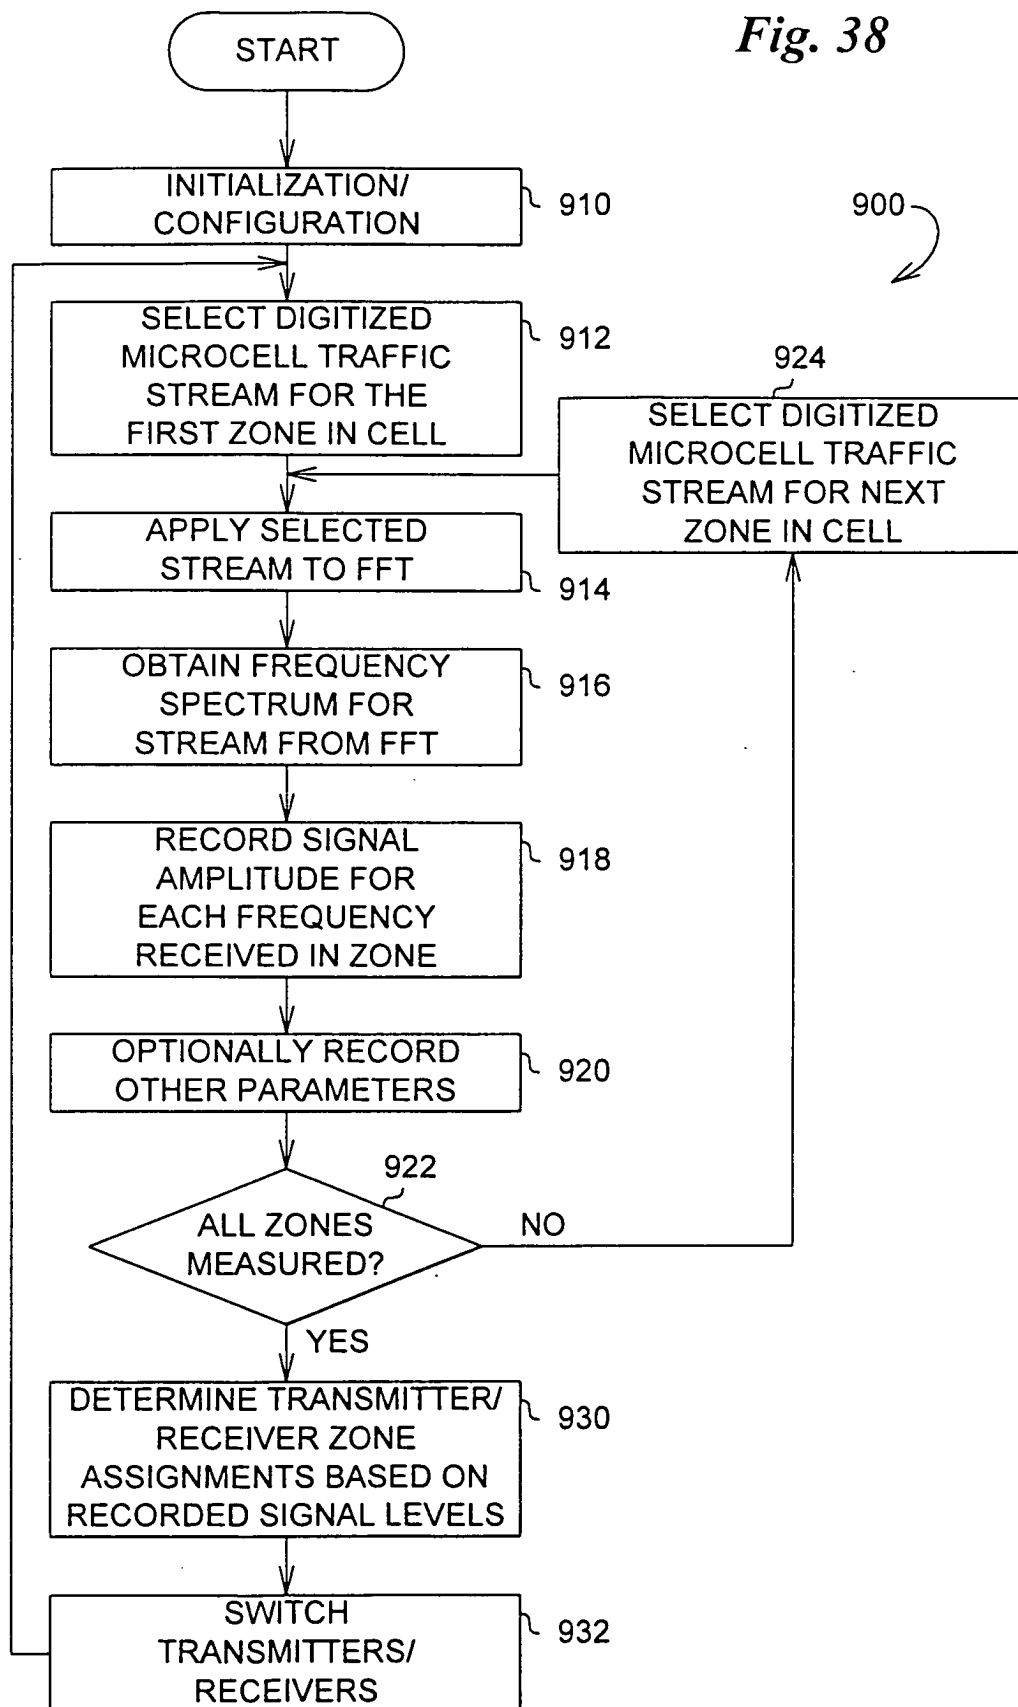 Fig. 38
START
INITIALIZATION/
CONFIGURATION
910
900
SELECT DIGITIZED
MICROCELL TRAFFIC
STREAM FOR THE
FIRST ZONE IN CELL
912
924
SELECT DIGITIZED
MICROCELL TRAFFIC
STREAM FOR NEXT
ZONE IN CELL
APPLY SELECTED
STREAM TO FFT
914
OBTAIN FREQUENCY
SPECTRUM FOR
STREAM FROM FFT
916
RECORD SIGNAL
AMPLITUDE FOR
EACH FREQUENCY
RECEIVED IN ZONE
918
OPTIONALLY RECORD
OTHER PARAMETERS
920
922
ALL ZONES
MEASURED?
NO
YES
DETERMINE TRANSMITTER/
RECEIVER ZONE
ASSIGNMENTS BASED ON
RECORDED SIGNAL LEVELS
930
SWITCH
TRANSMITTERS/
RECEIVERS
932